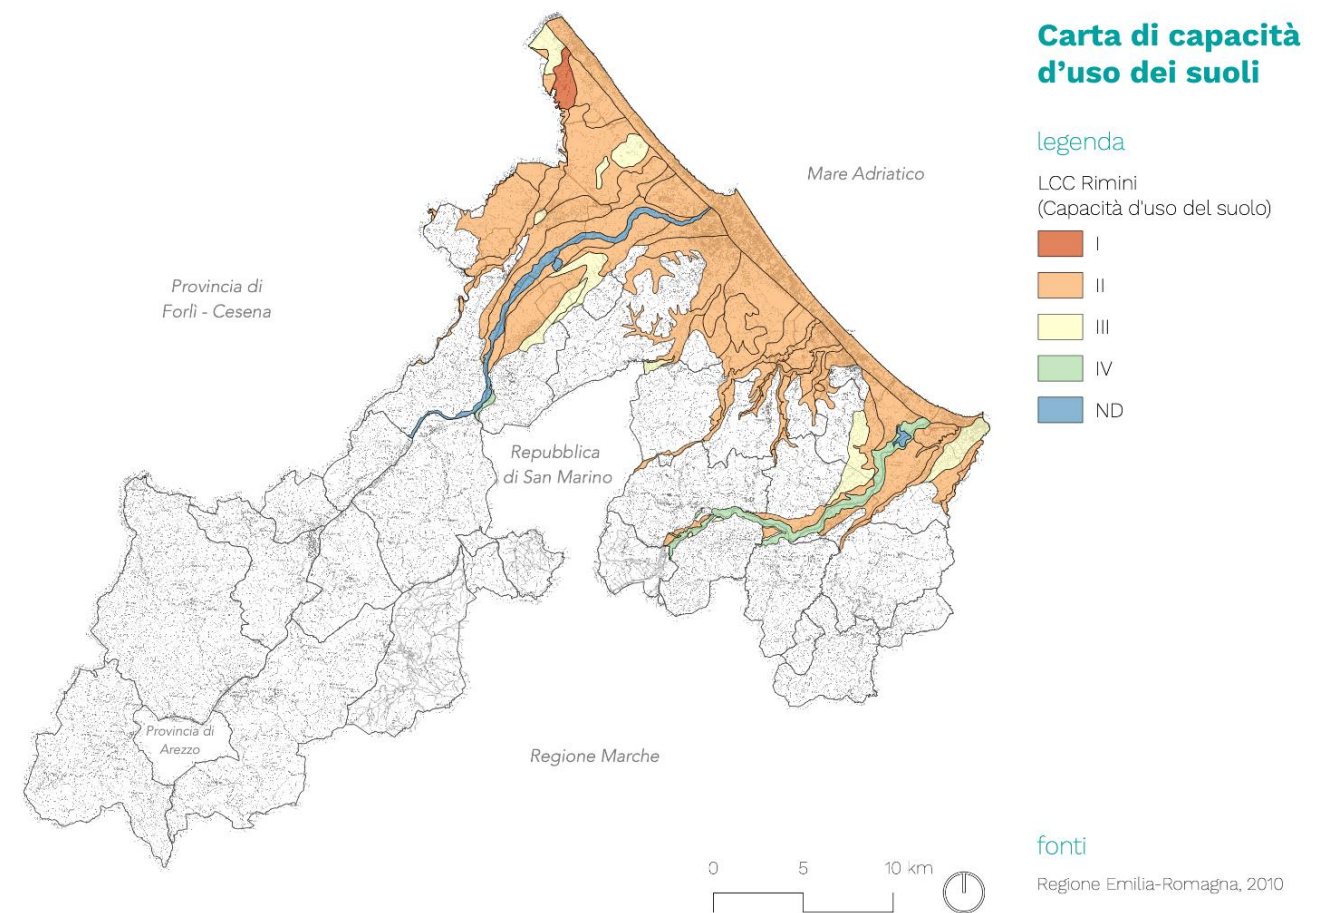 Carta di capacità
d'uso dei suoli
legenda
LCC Rimini
(Capacità d'uso del suolo)
I
II
III
IV
ND
Mare Adriatico
Provincia di
Forlì - Cesena
Repubblica
di San Marino
Provincia di
Arezzo
Regione Marche
0 5 10 km
fonti
Regione Emilia-Romagna, 2010